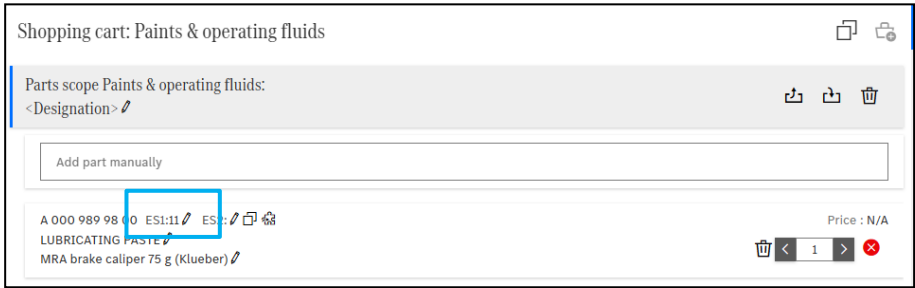 Shopping cart: Paints & operating fluids
Parts scope Paints & operating fluids:
<Designation>
Add part manually
A 000 989 98 00 ES1:11 ES2:
Price : N/A
LUBRICATING PASTE
1
MRA brake caliper 75 g (Klueber)